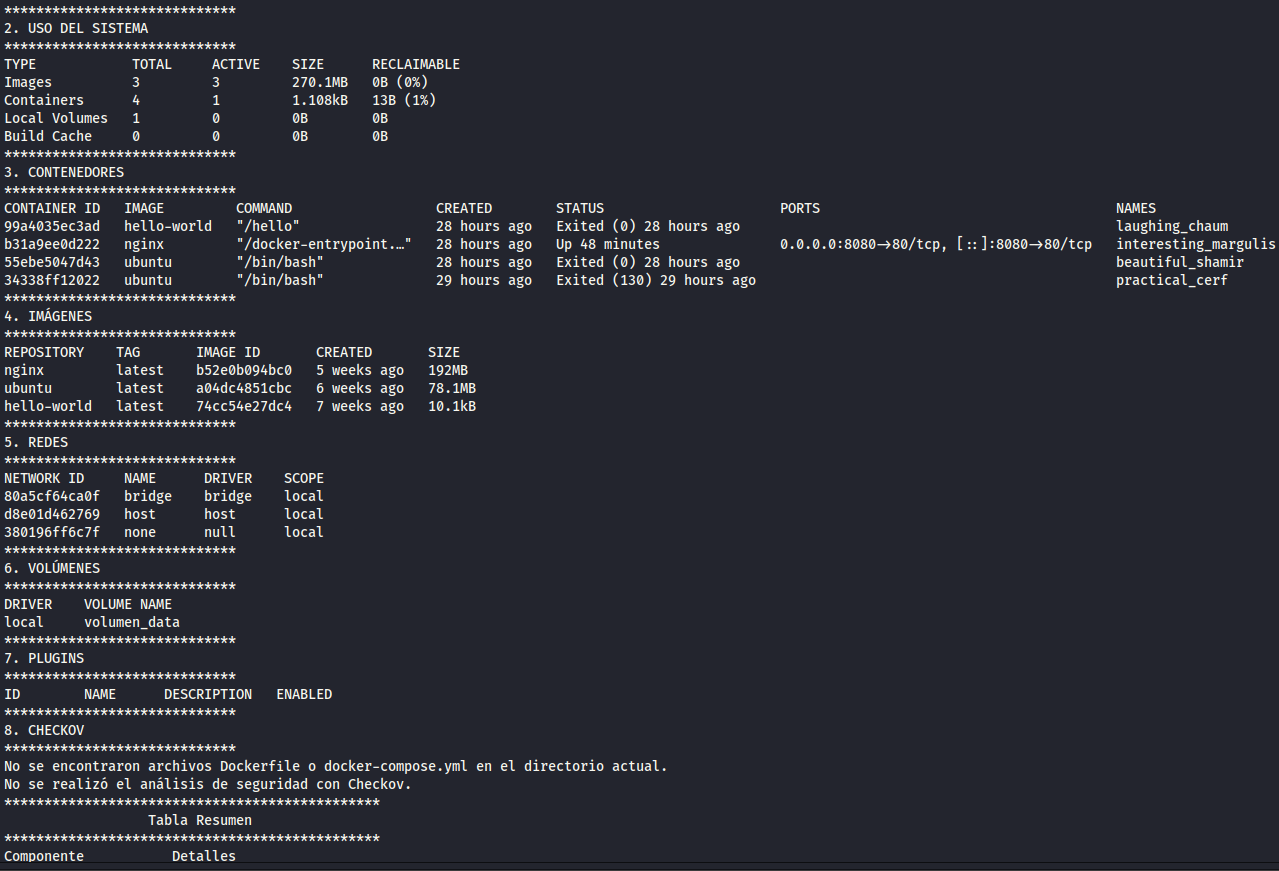 *****************************
2. USO DEL SISTEMA
*****************************
TYPE            TOTAL     ACTIVE    SIZE      RECLAIMABLE
Images          3         3         270.1MB   0B (0%)
Containers      4         1         1.108kB   13B (1%)
Local Volumes   1         0         0B        0B
Build Cache     0         0         0B        0B
*****************************
3. CONTENEDORES
*****************************
CONTAINER ID   IMAGE         COMMAND                  CREATED        STATUS                      PORTS                                     NAMES
99a4035ec3ad   hello-world   "/hello"                 28 hours ago   Exited (0) 28 hours ago                                               laughing_chaum
b31a9ee0d222   nginx         "/docker-entrypoint.…"   28 hours ago   Up 48 minutes               0.0.0.0:8080->80/tcp, [::]:8080->80/tcp   interesting_margulis
55ebe5047d43   ubuntu        "/bin/bash"              28 hours ago   Exited (0) 28 hours ago                                               beautiful_shamir
34338ff12022   ubuntu        "/bin/bash"              29 hours ago   Exited (130) 29 hours ago                                             practical_cerf
*****************************
4. IMÁGENES
*****************************
REPOSITORY    TAG       IMAGE ID       CREATED       SIZE
nginx         latest    b52e0b094bc0   5 weeks ago   192MB
ubuntu        latest    a04dc4851cbc   6 weeks ago   78.1MB
hello-world   latest    74cc54e27dc4   7 weeks ago   10.1kB
*****************************
5. REDES
*****************************
NETWORK ID     NAME      DRIVER    SCOPE
80a5cf64ca0f   bridge    bridge    local
d8e01d462769   host      host      local
380196ff6c7f   none      null      local
*****************************
6. VOLÚMENES
*****************************
DRIVER    VOLUME NAME
local     volumen_data
*****************************
7. PLUGINS
*****************************
ID        NAME      DESCRIPTION   ENABLED
*****************************
8. CHECKOV
*****************************
No se encontraron archivos Dockerfile o docker-compose.yml en el directorio actual.
No se realizó el análisis de seguridad con Checkov.
***********************************************
Tabla Resumen
***********************************************
Componente           Detalles